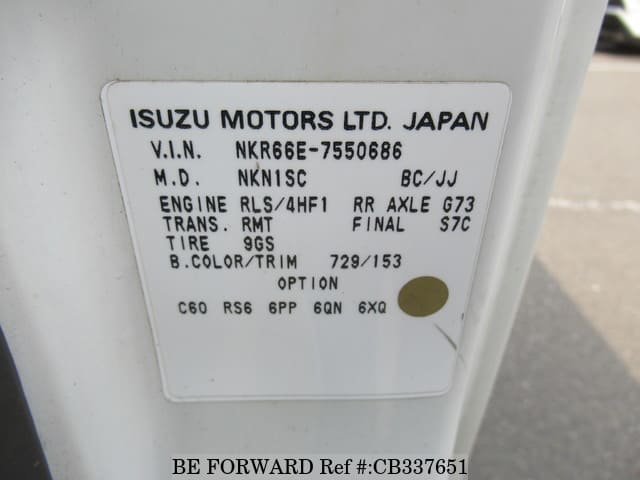 ISUZU MOTORS LTD. JAPAN
V.I.N. NKR66E-7550686
M.D. NKN1SC BC/JJ
ENGINE RLS/4HF1 RR AXLE G73
TRANS. RMT FINAL S7C
TIRE 9GS
B.COLOR/TRIM 729/153
OPTION
C60 RS6 6PP 6QN 6XQ
BE FORWARD Ref #:CB337651